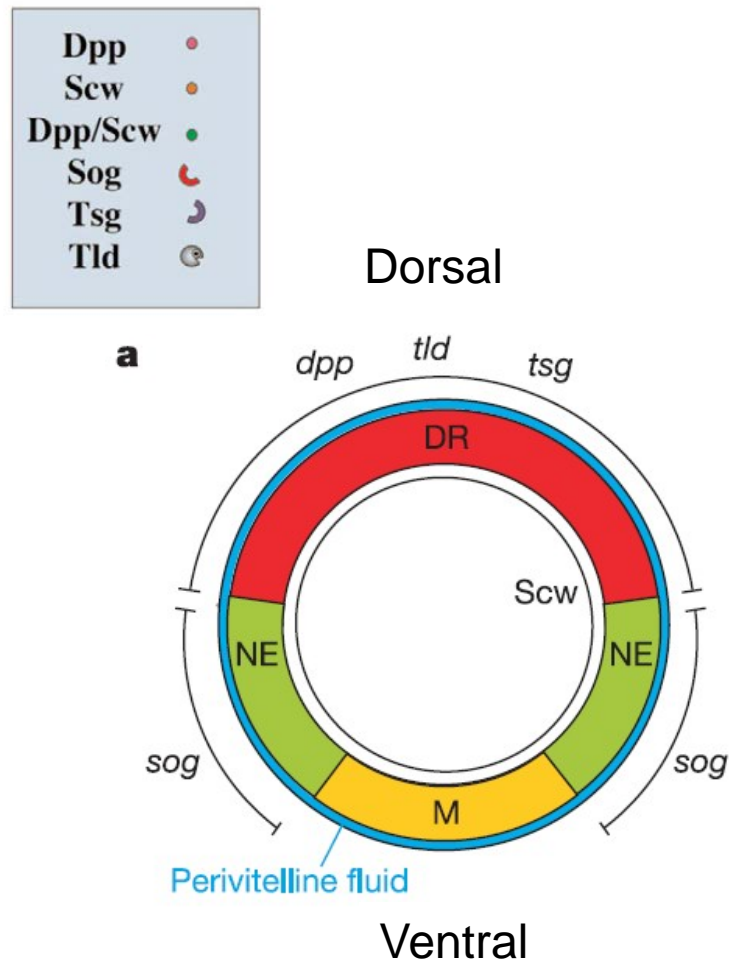 Dpp
Scw
Dpp/Scw
Sog
Tsg
Tld
Dorsal
a
dpp tld tsg
DR
Scw
NE NE
sog sog
M
Perivitelline fluid
Ventral